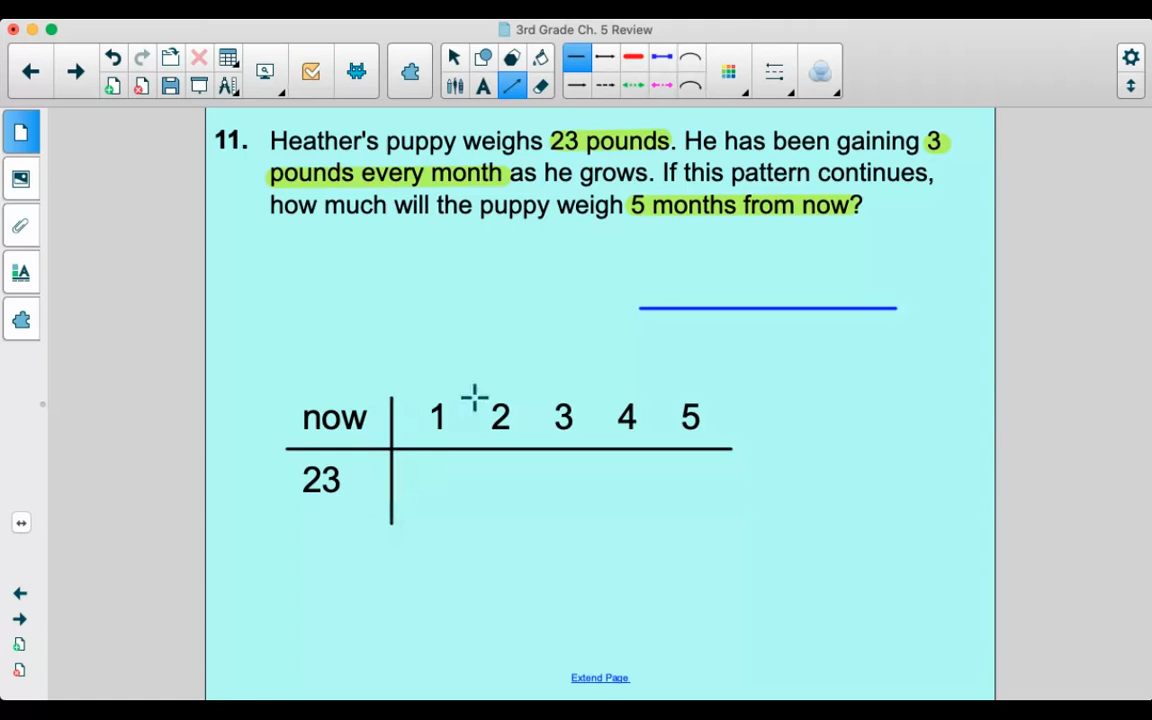 3rd Grade Ch. 5 Review
11. Heather's puppy weighs 23 pounds. He has been gaining 3
pounds every month as he grows. If this pattern continues,
how much will the puppy weigh 5 months from now?
now 1 2 3 4 5
23
Extend Page